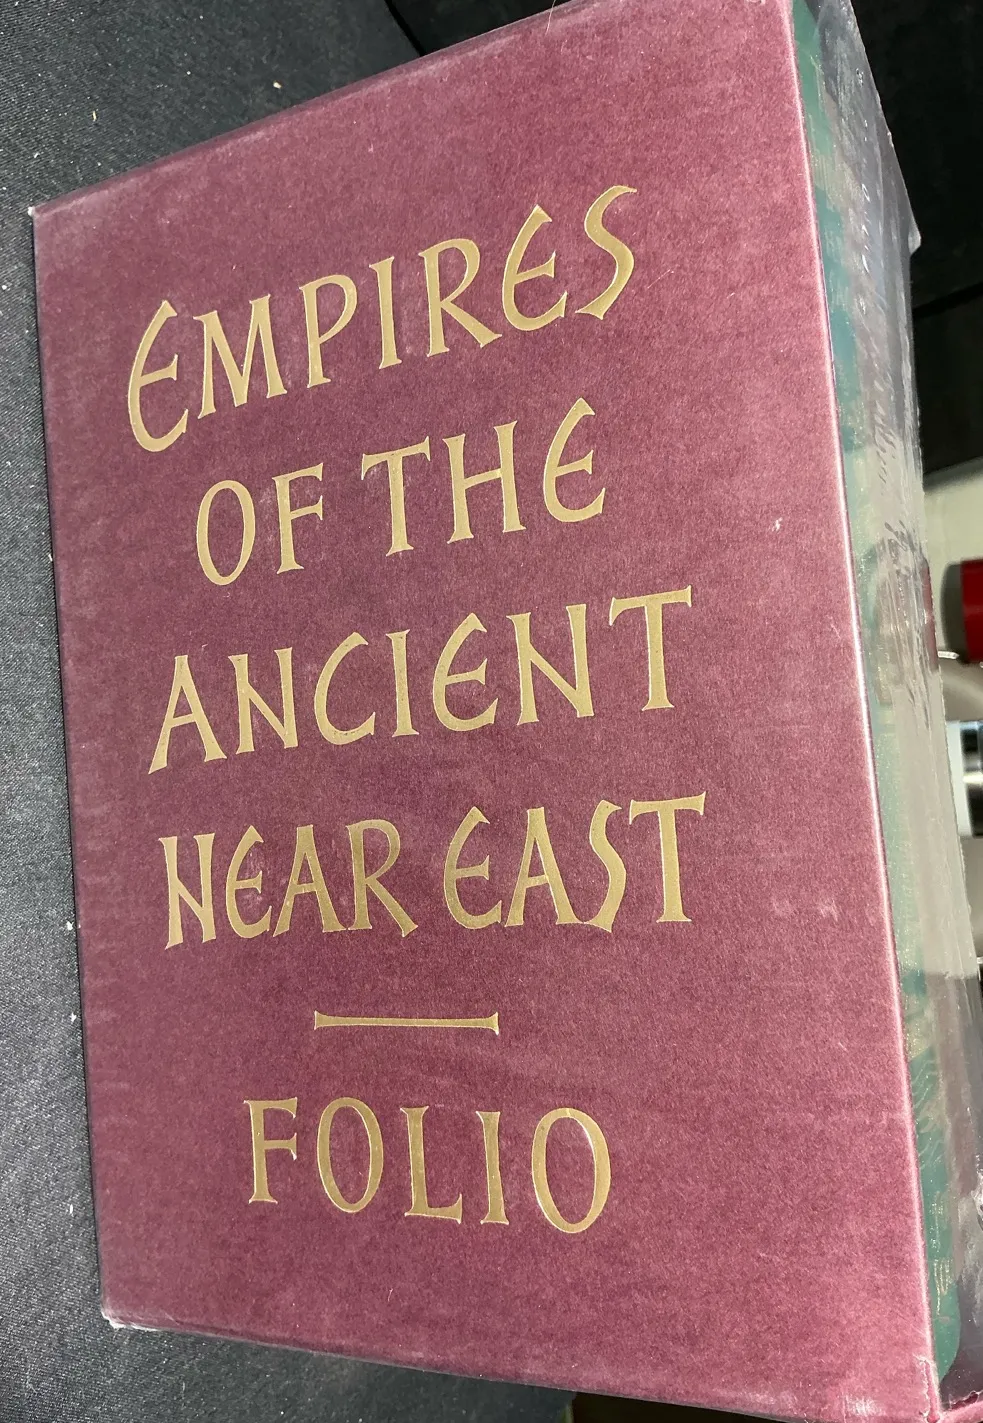 EMPIRES
OF THE
ANCIENT
NEAR EAST
FOLIO